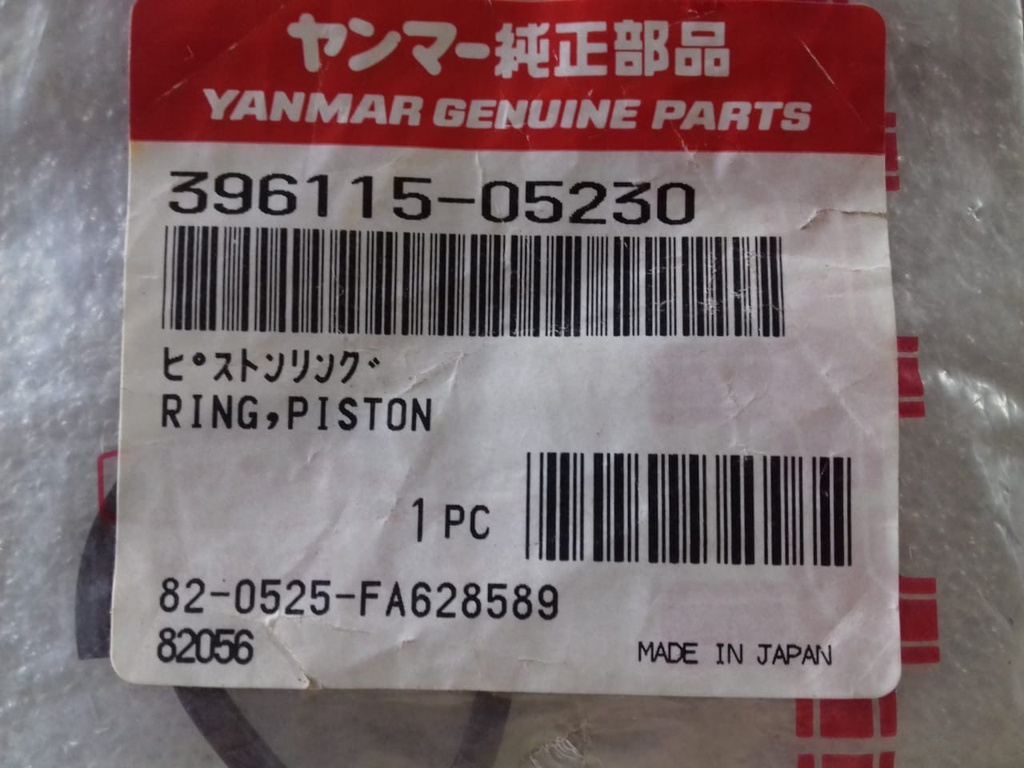 ヤンマー純正部品
YANMAR GENUINE PARTS
396115-05230
ピストンリング
RING,PISTON
1 PC
82-0525-FA628589
82056
MADE IN JAPAN